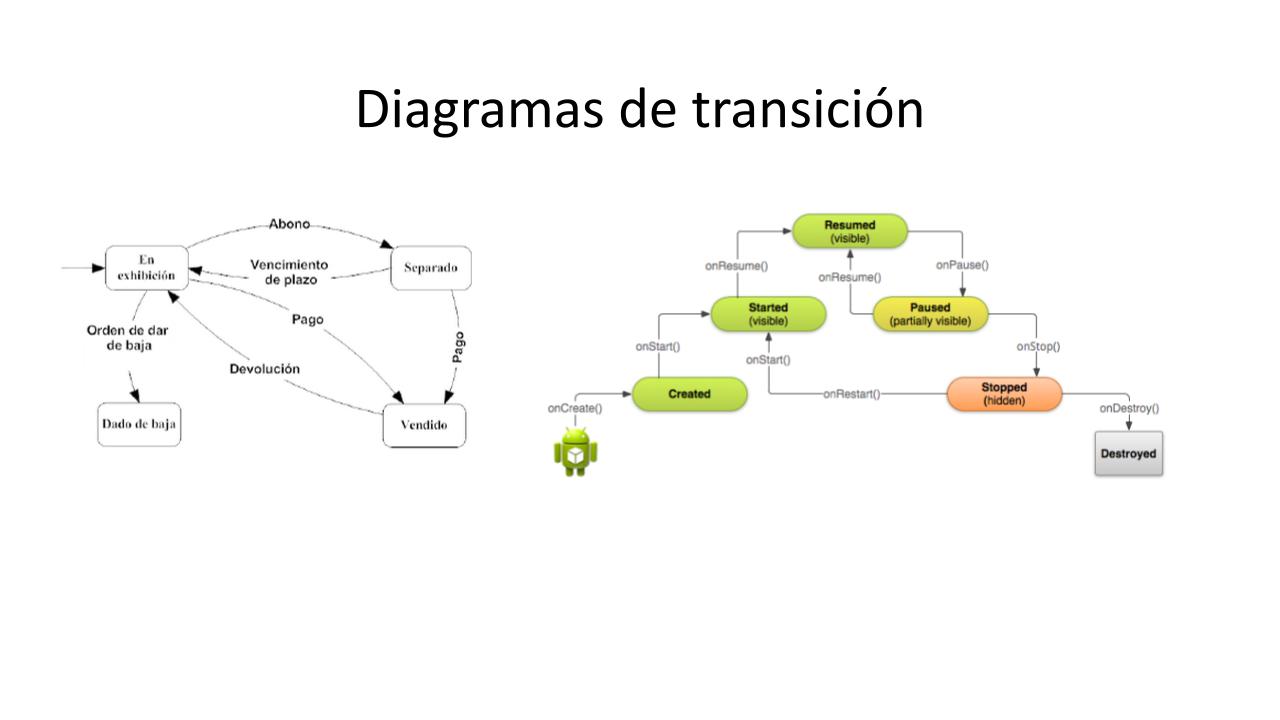 Diagramas de transición
Abono
En
exhibición
Vencimiento
de plazo
Separado
Pago
Orden de dar
de baja
Pago
Devolución
Dado de baja
Vendido
Resumed
(visible)
onResume()
onResume()
onPause()
Started
(visible)
Paused
(partially visible)
onStart()
onStart()
onStop()
Created
onRestart()
Stopped
(hidden)
onCreate()
onDestroy()
Destroyed